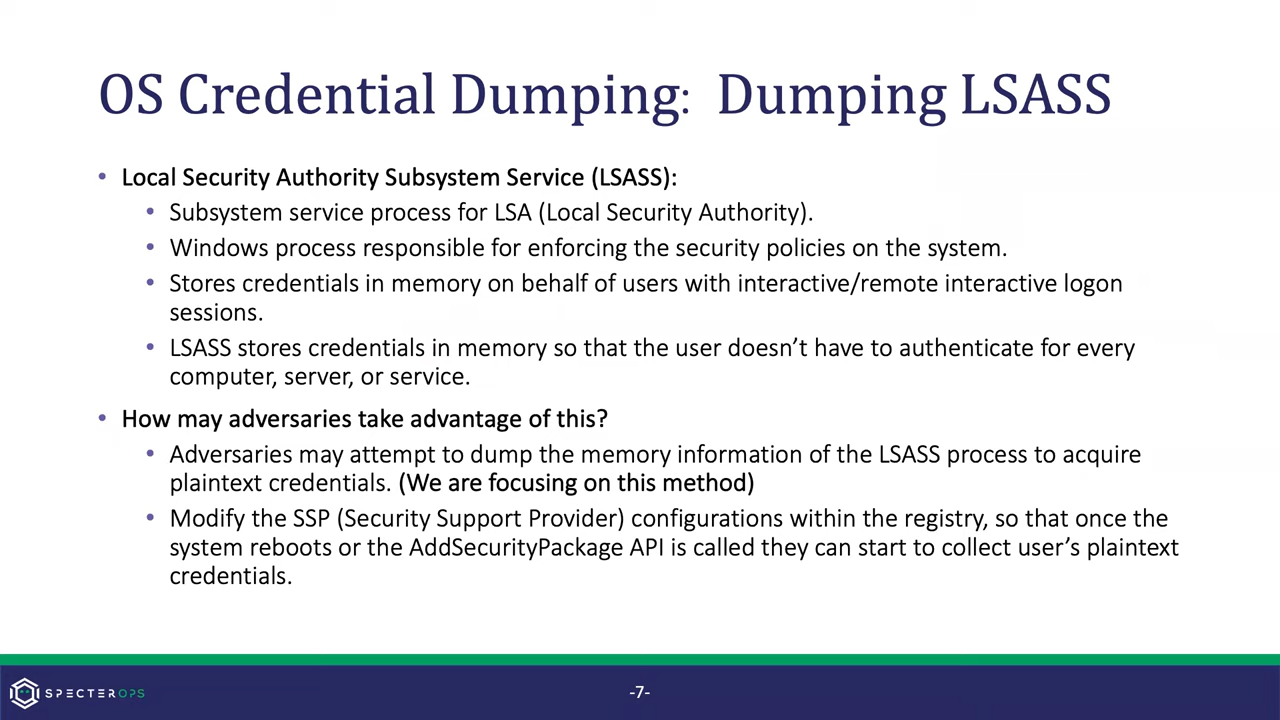 OS Credential Dumping: Dumping LSASS
• Local Security Authority Subsystem Service (LSASS):
• Subsystem service process for LSA (Local Security Authority).
• Windows process responsible for enforcing the security policies on the system.
• Stores credentials in memory on behalf of users with interactive/remote interactive logon
sessions.
• LSASS stores credentials in memory so that the user doesn’t have to authenticate for every
computer, server, or service.
• How may adversaries take advantage of this?
• Adversaries may attempt to dump the memory information of the LSASS process to acquire
plaintext credentials. (We are focusing on this method)
• Modify the SSP (Security Support Provider) configurations within the registry, so that once the
system reboots or the AddSecurityPackage API is called they can start to collect user’s plaintext
credentials.
SPECTEROPS
-7-